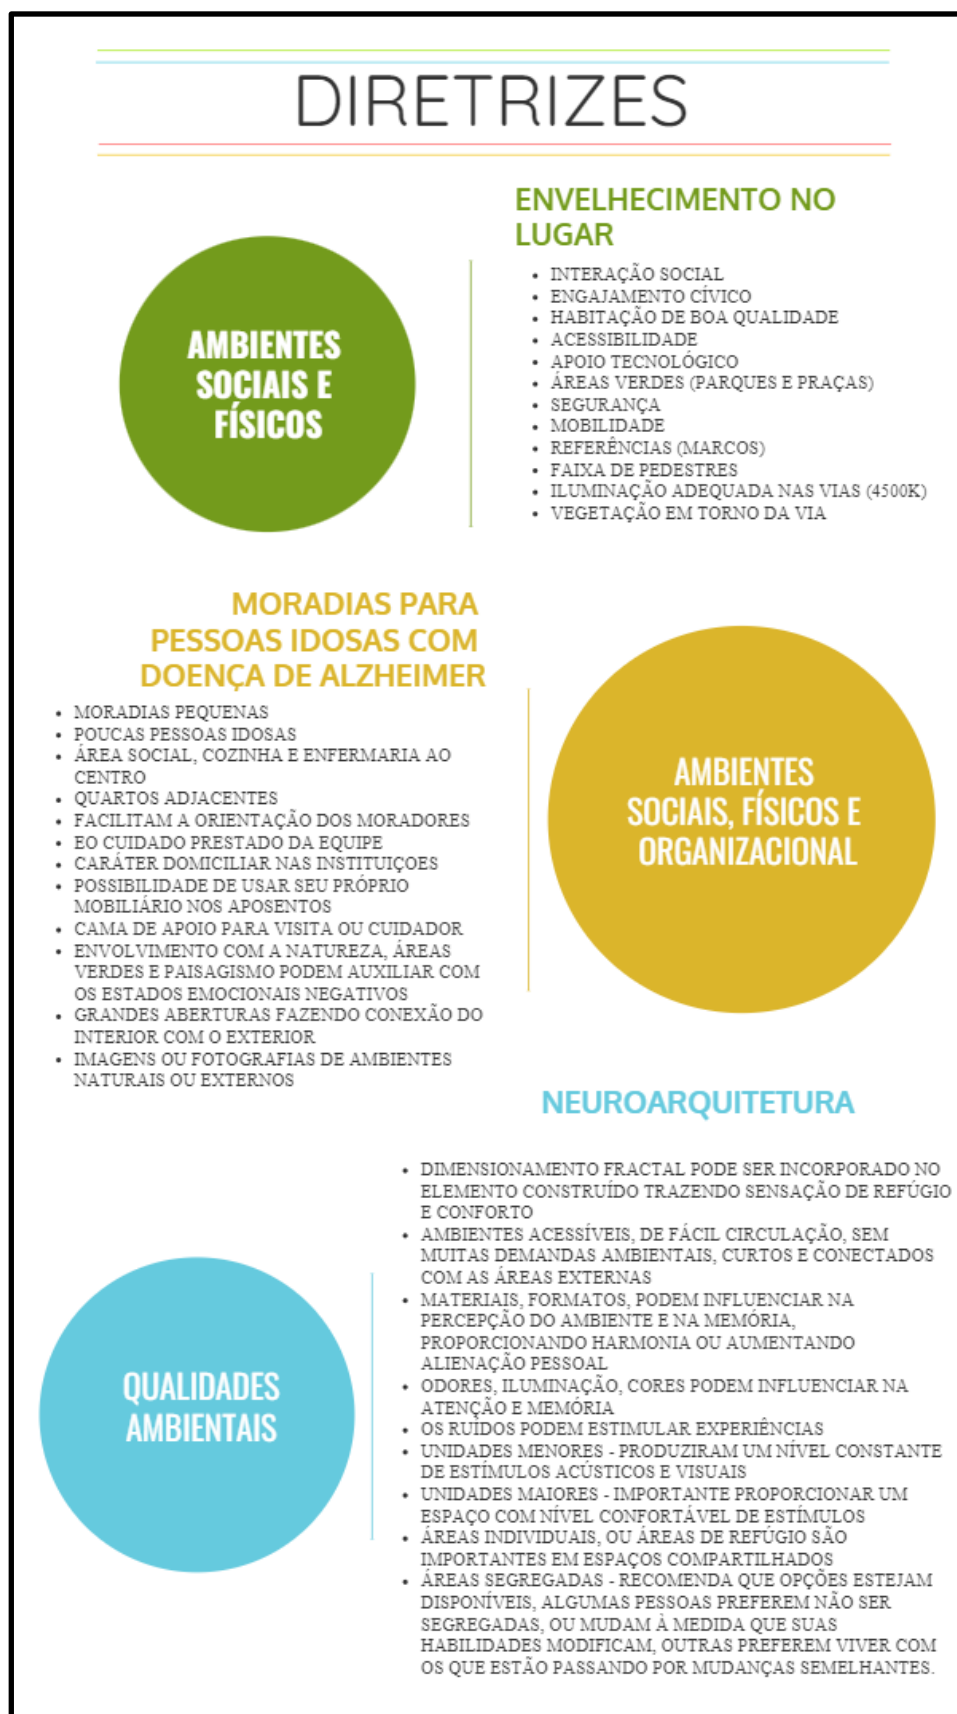 DIRETRIZES
AMBIENTES
SOCIAIS E
FÍSICOS
ENVELHECIMENTO NO
LUGAR
• INTERAÇÃO SOCIAL
• ENGAJAMENTO CÍVICO
• HABITAÇÃO DE BOA QUALIDADE
• ACESSIBILIDADE
• APOIO TECNOLÓGICO
• ÁREAS VERDES (PARQUES E PRAÇAS)
• SEGURANÇA
• MOBILIDADE
• REFERÊNCIAS (MARCOS)
• FAIXA DE PEDESTRES
• ILUMINAÇÃO ADEQUADA NAS VIAS (4500K)
• VEGETAÇÃO EM TORNO DA VIA
MORADIAS PARA
PESSOAS IDOSAS COM
DOENÇA DE ALZHEIMER
• MORADIAS PEQUENAS
• POUCAS PESSOAS IDOSAS
• ÁREA SOCIAL, COZINHA E ENFERMARIA AO
CENTRO
• QUARTOS ADJACENTES
• FACILITAM A ORIENTAÇÃO DOS MORADORES
• EO CUIDADO PRESTADO DA EQUIPE
• CARÁTER DOMICILIAR NAS INSTITUIÇOES
• POSSIBILIDADE DE USAR SEU PRÓPRIO
MOBILIÁRIO NOS APOSENTOS
• CAMA DE APOIO PARA VISITA OU CUIDADOR
• ENVOLVIMENTO COM A NATUREZA, ÁREAS
VERDES E PAISAGISMO PODEM AUXILIAR COM
OS ESTADOS EMOCIONAIS NEGATIVOS
• GRANDES ABERTURAS FAZENDO CONEXÃO DO
INTERIOR COM O EXTERIOR
• IMAGENS OU FOTOGRAFIAS DE AMBIENTES
NATURAIS OU EXTERNOS
AMBIENTES
SOCIAIS, FÍSICOS E
ORGANIZACIONAL
NEUROARQUITETURA
QUALIDADES
AMBIENTAIS
• DIMENSIONAMENTO FRACTAL PODE SER INCORPORADO NO
ELEMENTO CONSTRUÍDO TRAZENDO SENSAÇÃO DE REFÚGIO
E CONFORTO
• AMBIENTES ACESSÍVEIS, DE FÁCIL CIRCULAÇÃO, SEM
MUITAS DEMANDAS AMBIENTAIS, CURTOS E CONECTADOS
COM AS ÁREAS EXTERNAS
• MATERIAIS, FORMATOS, PODEM INFLUENCIAR NA
PERCEPÇÃO DO AMBIENTE E NA MEMÓRIA,
PROPORCIONANDO HARMONIA OU AUMENTANDO
ALIENAÇÃO PESSOAL
• ODORES, ILUMINAÇÃO, CORES PODEM INFLUENCIAR NA
ATENÇÃO E MEMÓRIA
• OS RUÍDOS PODEM ESTIMULAR EXPERIÊNCIAS
• UNIDADES MENORES - PRODUZIRAM UM NÍVEL CONSTANTE
DE ESTÍMULOS ACÚSTICOS E VISUAIS
• UNIDADES MAIORES - IMPORTANTE PROPORCIONAR UM
ESPAÇO COM NÍVEL CONFORTÁVEL DE ESTÍMULOS
• ÁREAS INDIVIDUAIS, OU ÁREAS DE REFÚGIO SÃO
IMPORTANTES EM ESPAÇOS COMPARTILHADOS
• ÁREAS SEGREGADAS - RECOMENDA QUE OPÇÕES ESTEJAM
DISPONÍVEIS, ALGUMAS PESSOAS PREFEREM NÃO SER
SEGREGADAS, OU MUDAM À MEDIDA QUE SUAS
HABILIDADES MODIFICAM, OUTRAS PREFEREM VIVER COM
OS QUE ESTÃO PASSANDO POR MUDANÇAS SEMELHANTES.